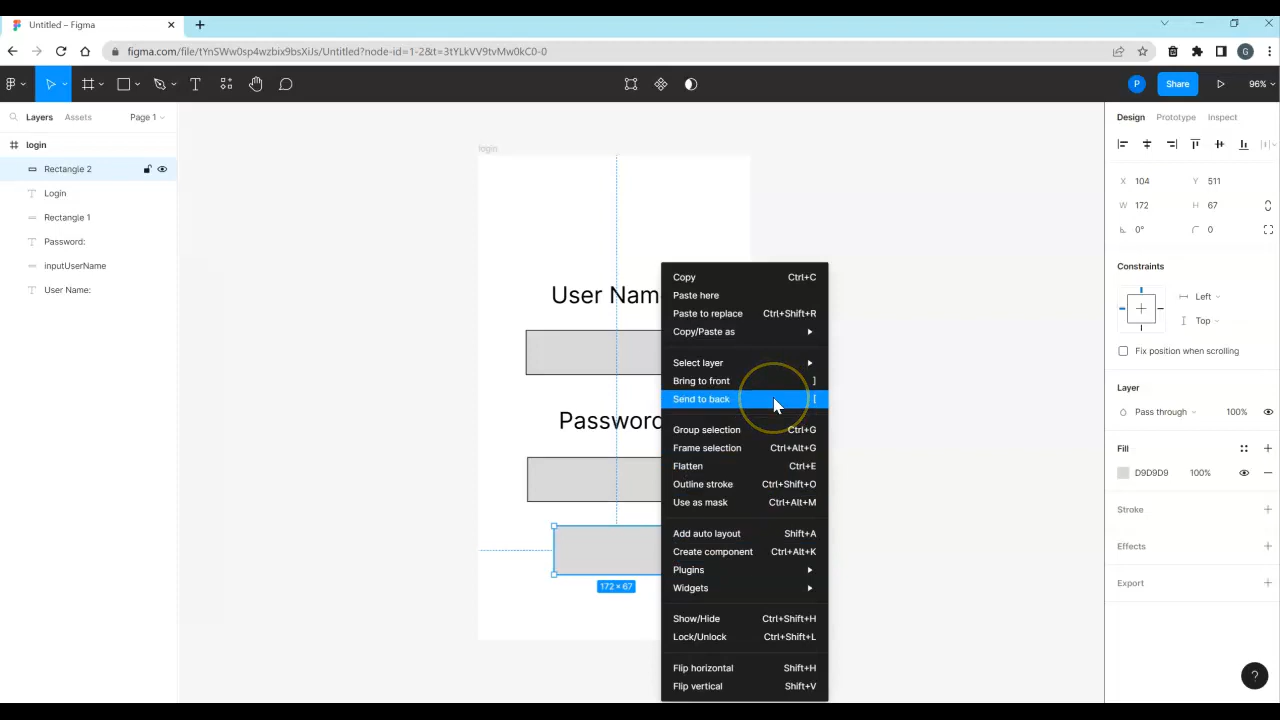 Untitled – Figma
figma.com/file/tYnSWw0sp4wzbix9bsXiJs/Untitled?node-id=1-2&t=3tYLkVV9tvMw0kC0-0
G
P
Share
96%
Layers
Assets
Page 1
login
Rectangle 2
Login
Rectangle 1
Password:
inputUserName
User Name:
login
User Nam
Password
172 × 67
Copy Ctrl+C
Paste here
Paste to replace Ctrl+Shift+R
Copy/Paste as
Select layer
Bring to front ]
Send to back [
Group selection Ctrl+G
Frame selection Ctrl+Alt+G
Flatten Ctrl+E
Outline stroke Ctrl+Shift+O
Use as mask Ctrl+Alt+M
Add auto layout Shift+A
Create component Ctrl+Alt+K
Plugins
Widgets
Show/Hide Ctrl+Shift+H
Lock/Unlock Ctrl+Shift+L
Flip horizontal Shift+H
Flip vertical Shift+V
Design
Prototype
Inspect
X 104 Y 511
W 172 H 67
0° 0
Constraints
Left
Top
Fix position when scrolling
Layer
Pass through 100%
Fill
D9D9D9 100%
Stroke
Effects
Export
?